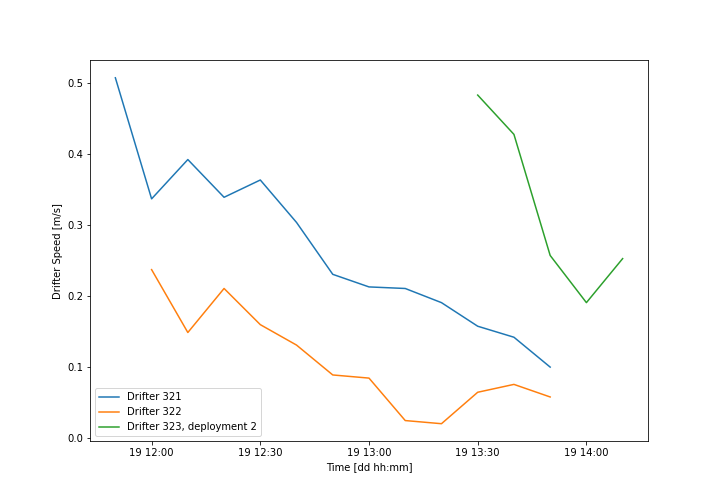 0.5
0.4
0.3
0.2
0.1
0.0
Drifter Speed [m/s]
Drifter 321
Drifter 322
Drifter 323, deployment 2
19 12:00 19 12:30 19 13:00 19 13:30 19 14:00
Time [dd hh:mm]